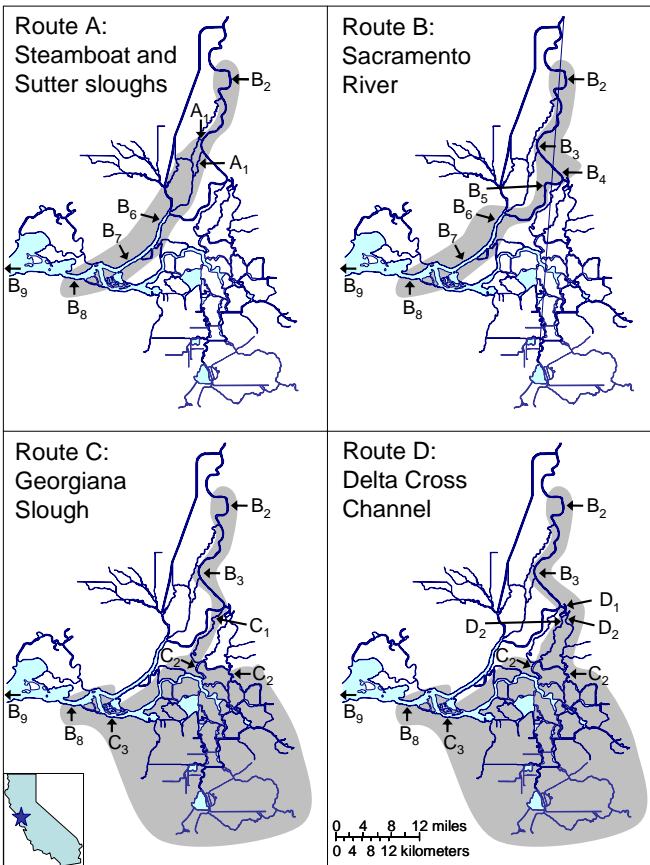 Route A:
Steamboat and
Sutter sloughs
B2
A1
A1
B6
B7
B9
B8
Route B:
Sacramento
River
B2
B3
B4
B5
B6
B7
B9
B8
Route C:
Georgiana
Slough
B2
B3
C1
C2
C2
B9
B8
C3
Route D:
Delta Cross
Channel
B2
B3
D1
D2
D2
C2
C2
B9
B8
C3
0 4 8 12 miles
0 4 8 12 kilometers